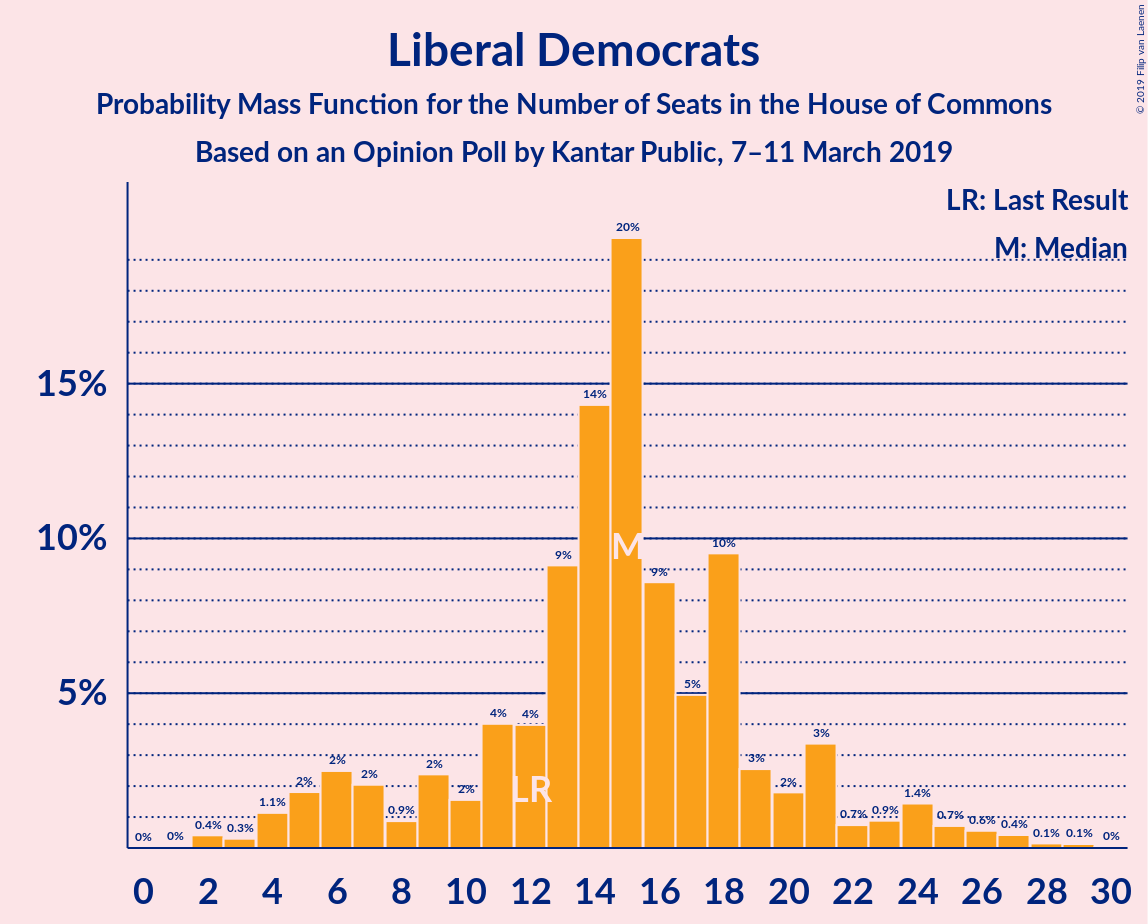 Liberal Democrats
Probability Mass Function for the Number of Seats in the House of Commons
Based on an Opinion Poll by Kantar Public, 7–11 March 2019
© 2019 Filip van Laenen
LR: Last Result
M: Median
15%
10%
5%
0% 0% 0.4% 0.3% 1.1% 2% 2% 2% 0.9% 2% 2% 4% 4% 9% 14% 20% 9% 5% 10% 3% 2% 3% 0.7% 0.9% 1.4% 0.7% 0.6% 0.4% 0.1% 0.1% 0%
LR
M
0 2 4 6 8 10 12 14 16 18 20 22 24 26 28 30